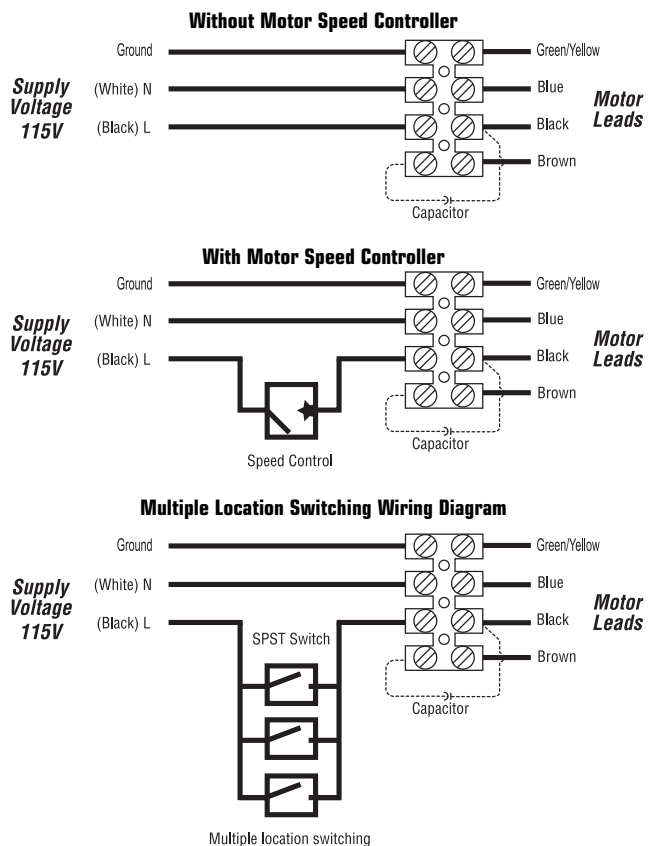 Without Motor Speed Controller
Ground
Green/Yellow
Supply
Voltage
115V
(White) N
Blue
Motor
Leads
(Black) L
Black
Brown
Capacitor
With Motor Speed Controller
Ground
Green/Yellow
Supply
Voltage
115V
(White) N
Blue
Motor
Leads
(Black) L
Black
Brown
Capacitor
Speed Control
Multiple Location Switching Wiring Diagram
Ground
Green/Yellow
Supply
Voltage
115V
(White) N
Blue
Motor
Leads
(Black) L
Black
SPST Switch
Brown
Capacitor
Multiple location switching